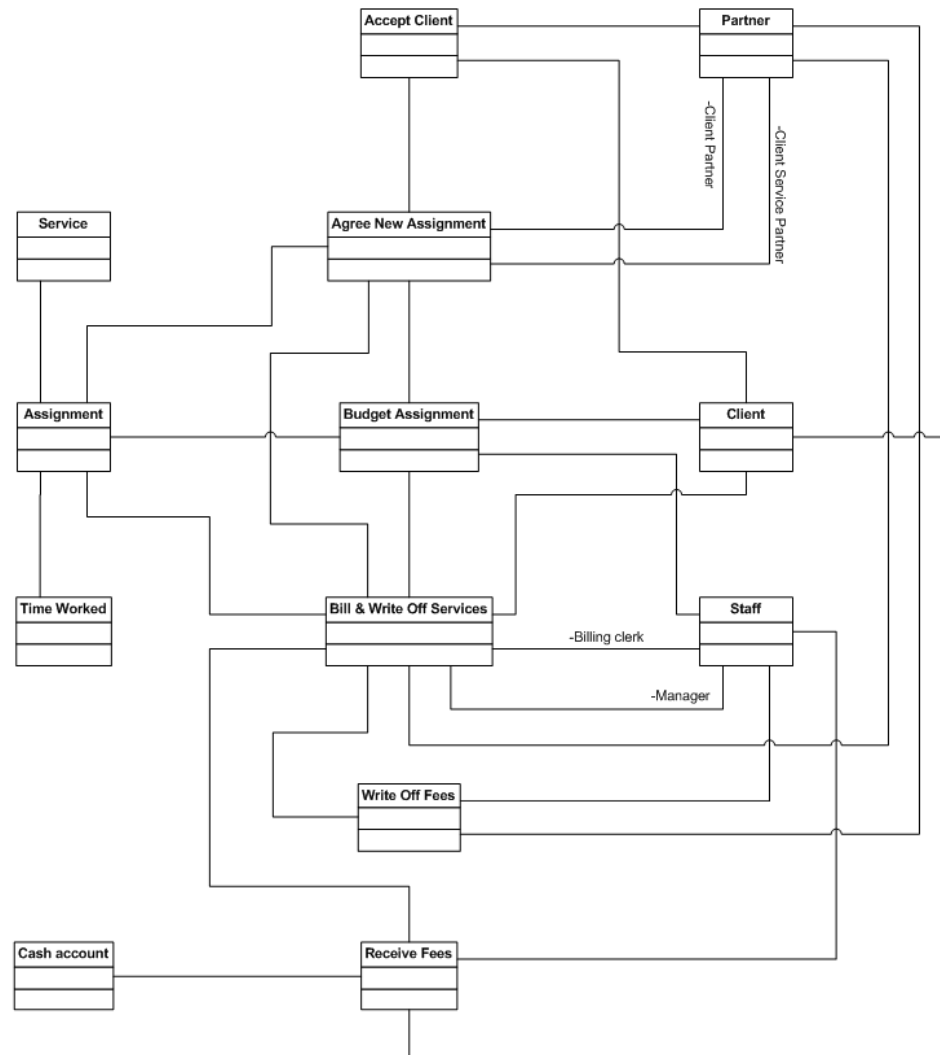 Accept Client
Partner
-Client Partner
-Client Service Partner
Service
Agree New Assignment
Assignment
Budget Assignment
Client
Time Worked
Bill & Write Off Services
Staff
-Billing clerk
-Manager
Write Off Fees
Cash account
Receive Fees